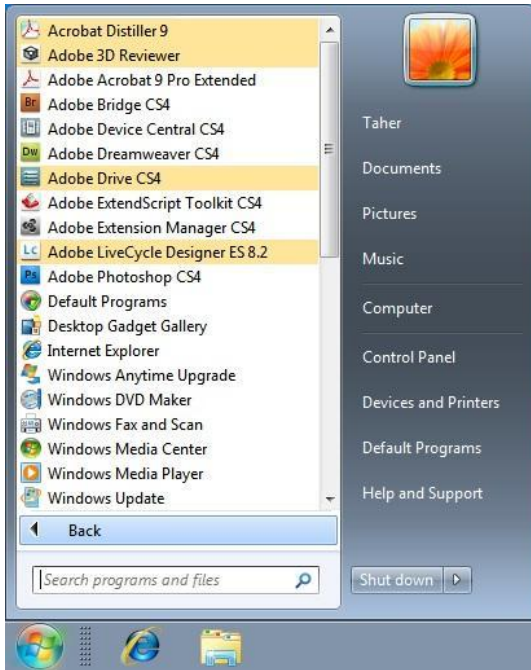 Acrobat Distiller 9
Adobe 3D Reviewer
Adobe Acrobat 9 Pro Extended
Br Adobe Bridge CS4
Adobe Device Central CS4
Dw Adobe Dreamweaver CS4
Adobe Drive CS4
Adobe ExtendScript Toolkit CS4
Adobe Extension Manager CS4
LC Adobe LiveCycle Designer ES 8.2
Ps Adobe Photoshop CS4
Default Programs
Desktop Gadget Gallery
Internet Explorer
Windows Anytime Upgrade
Windows DVD Maker
Windows Fax and Scan
Windows Media Center
Windows Media Player
Windows Update
Back
Search programs and files
Taher
Documents
Pictures
Music
Computer
Control Panel
Devices and Printers
Default Programs
Help and Support
Shut down